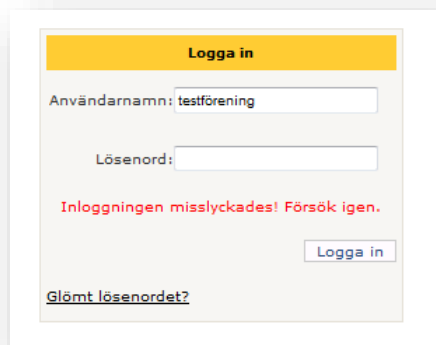 Logga in
Användarnamn: testförening
Lösenord:
Inloggningen misslyckades! Försök igen.
Logga in
Glömt lösenordet?